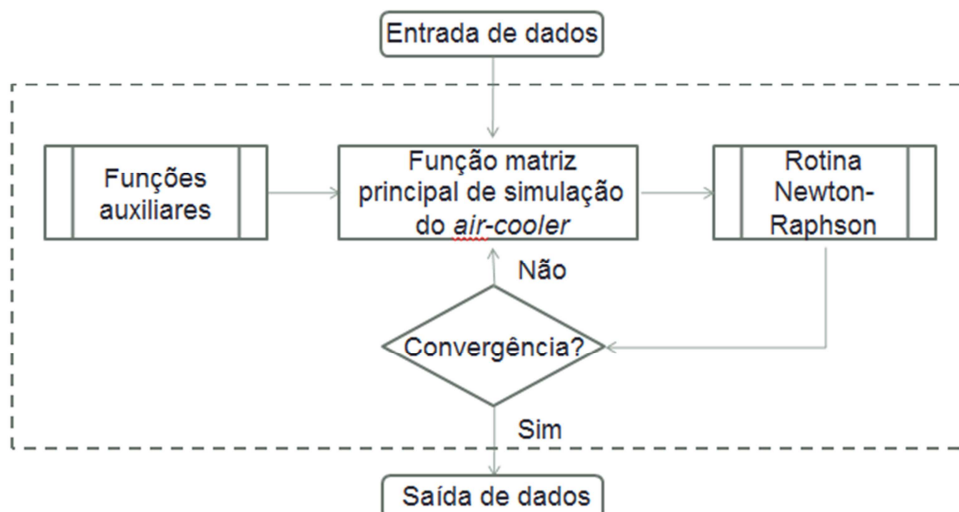 Entrada de dados
Funções
auxiliares
Função matriz
principal de simulação
do air-cooler
Rotina
Newton-
Raphson
Não
Convergência?
Sim
Saída de dados